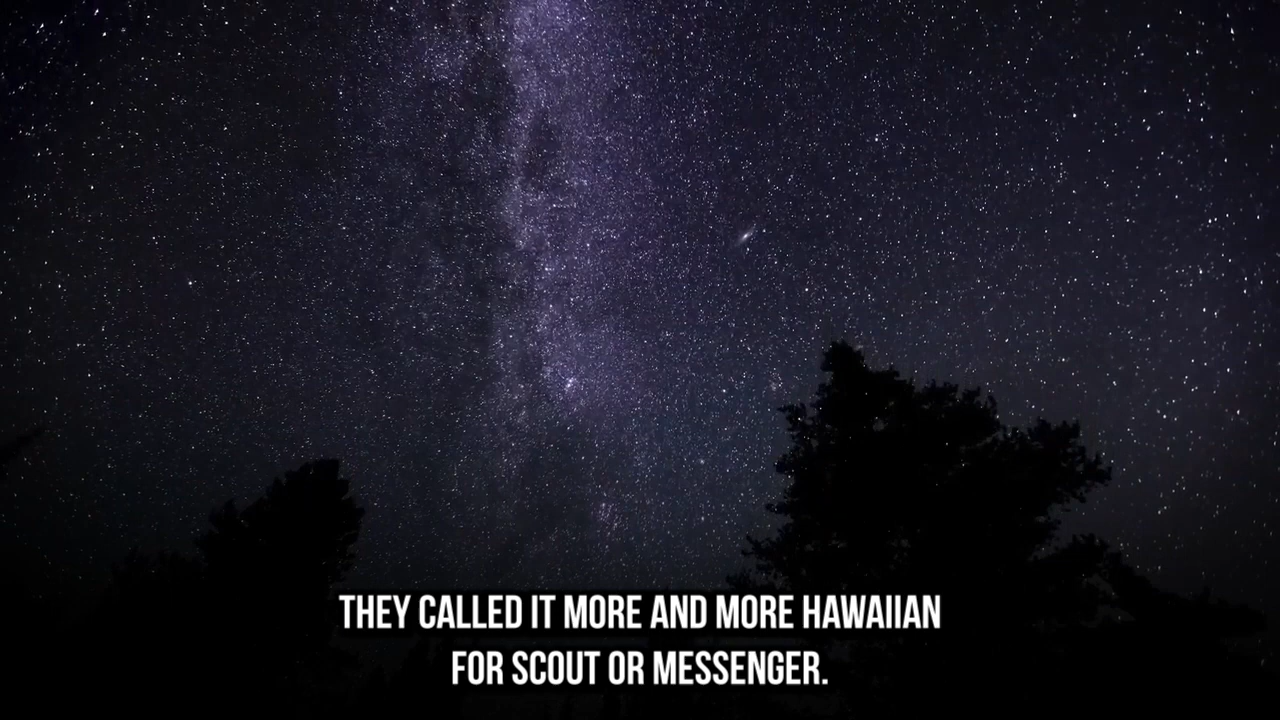 THEY CALLED IT MORE AND MORE HAWAIIAN
FOR SCOUT OR MESSENGER.